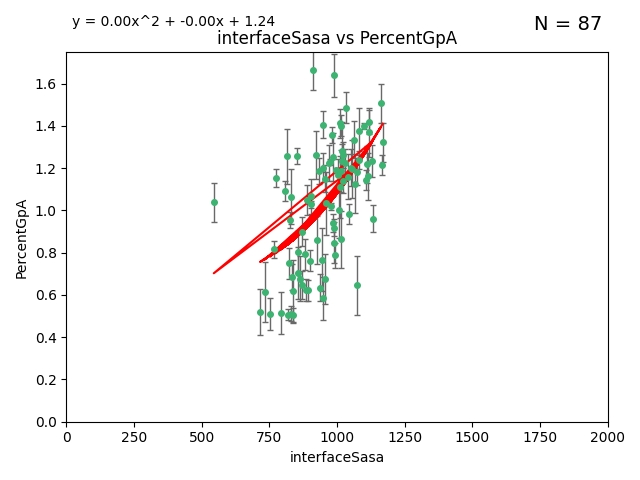 y = 0.00x^2 + -0.00x + 1.24
N = 87
interfaceSasa vs PercentGpA
PercentGpA
1.6
1.4
1.2
1.0
0.8
0.6
0.4
0.2
0.0
0 250 500 750 1000 1250 1500 1750 2000
interfaceSasa